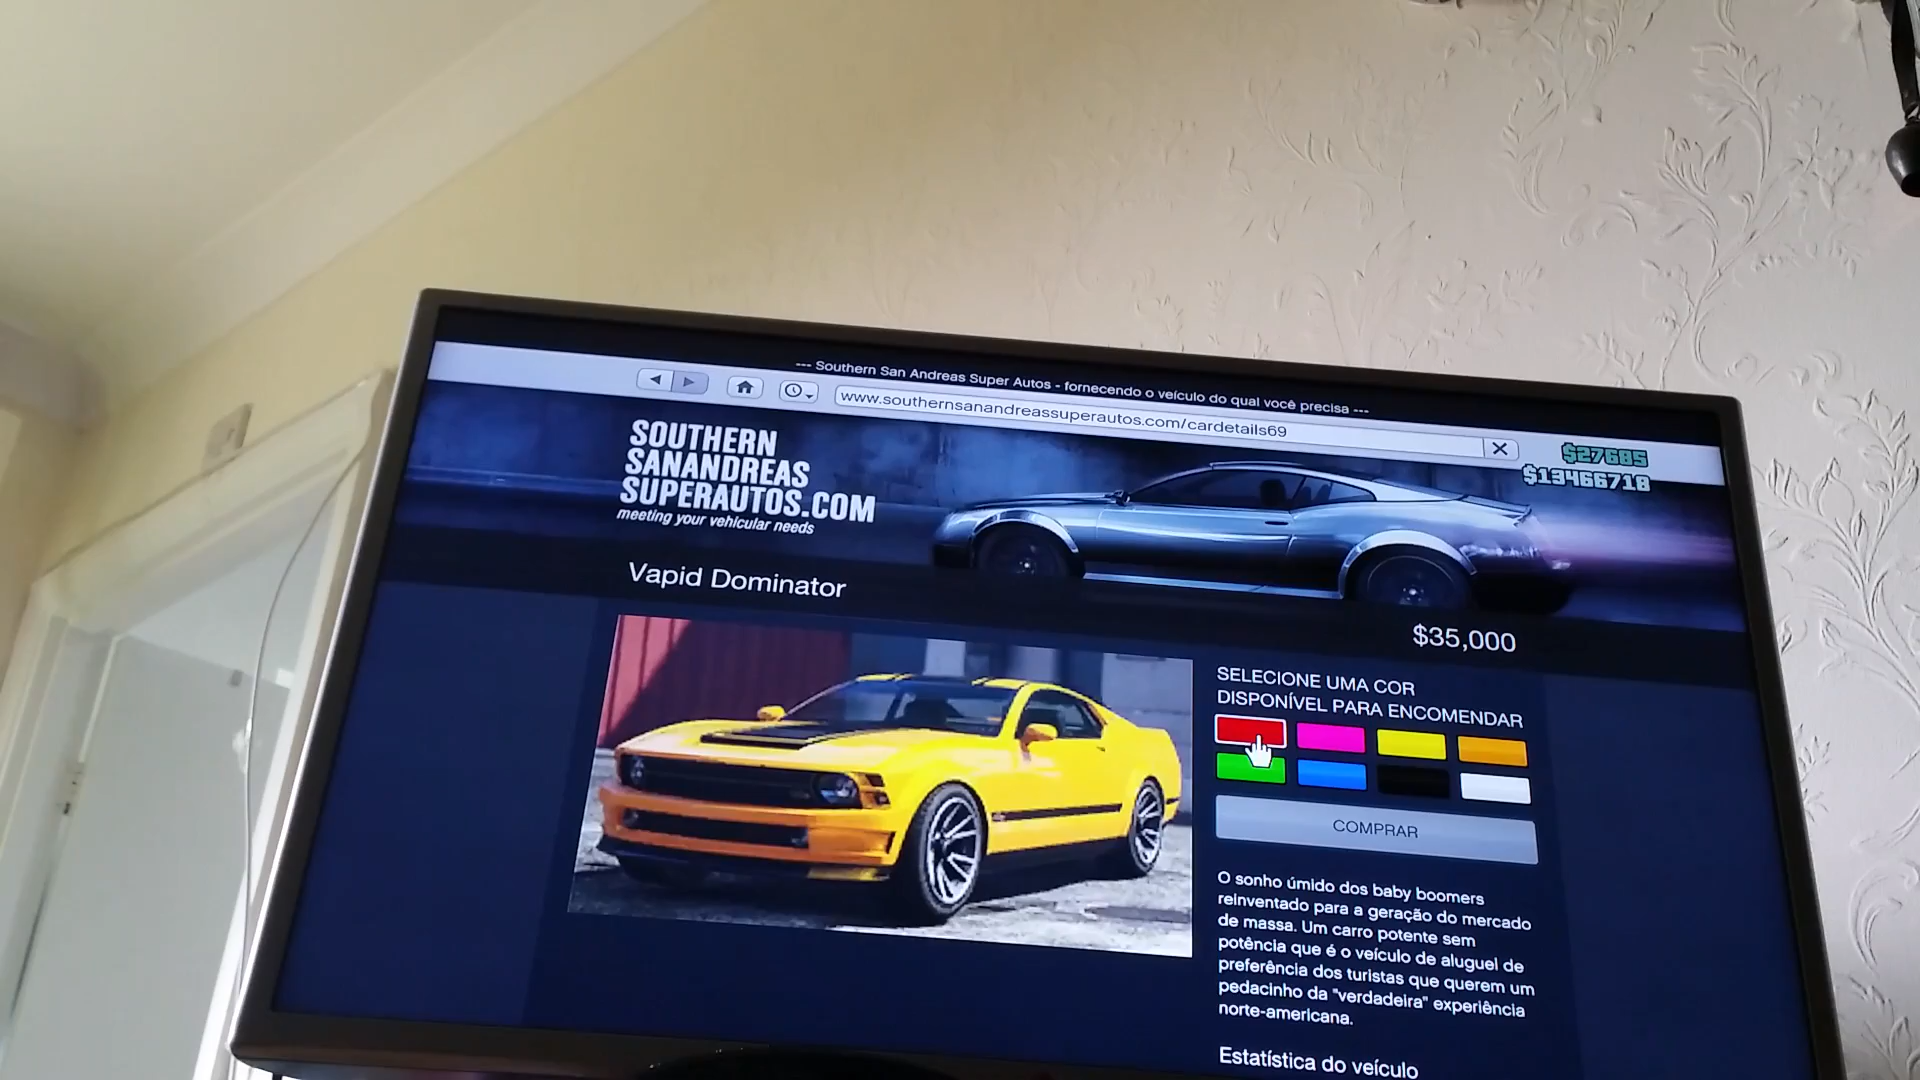 --- Southern San Andreas Super Autos - fornecendo o veículo do qual você precisa ---
www.southernsanandreassuperautos.com/cardetails69
$27685
$13466718
SOUTHERN
SANANDREAS
SUPERAUTOS.COM
meeting your vehicular needs
Vapid Dominator
$35,000
SELECIONE UMA COR
DISPONÍVEL PARA ENCOMENDAR
COMPRAR
O sonho úmido dos baby boomers
reinventado para a geração do mercado
de massa. Um carro potente sem
potência que é o veículo de aluguel de
preferência dos turistas que querem um
pedacinho da "verdadeira" experiência
norte-americana.
Estatística do veículo